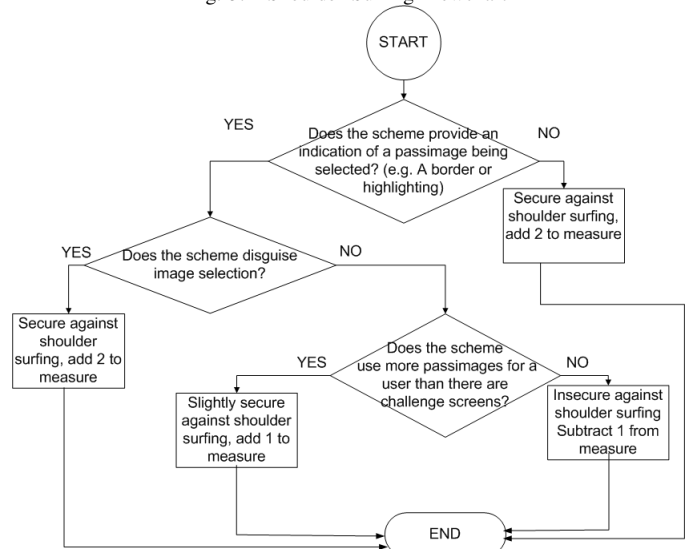 START
YES
Does the scheme provide an
indication of a passimage being
selected? (e.g. A border or
highlighting)
NO
Secure against
shoulder surfing,
add 2 to measure
YES
Does the scheme disguise
image selection?
NO
Secure against
shoulder
surfing, add 2 to
measure
YES
Does the scheme
use more passimages for a
user than there are
challenge screens?
NO
Slightly secure
against shoulder
surfing, add 1 to
measure
Insecure against
shoulder surfing
Subtract 1 from
measure
END